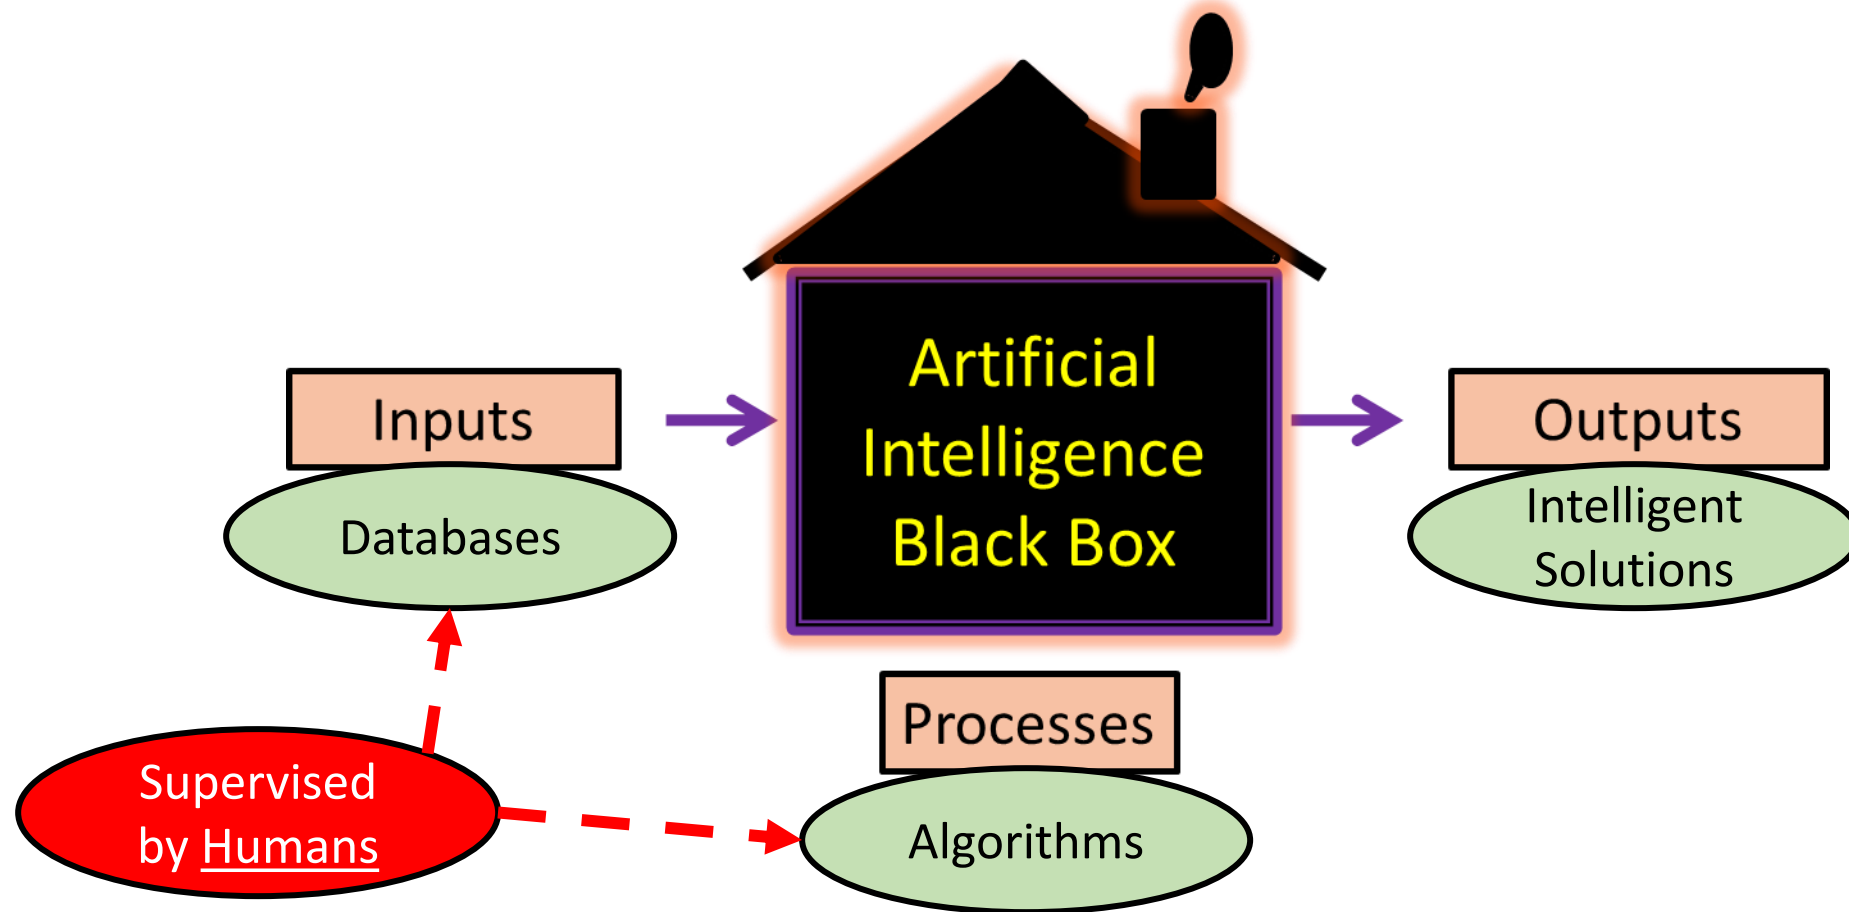 Artificial
Intelligence
Black Box
Inputs
Databases
Outputs
Intelligent
Solutions
Processes
Algorithms
Supervised
by Humans